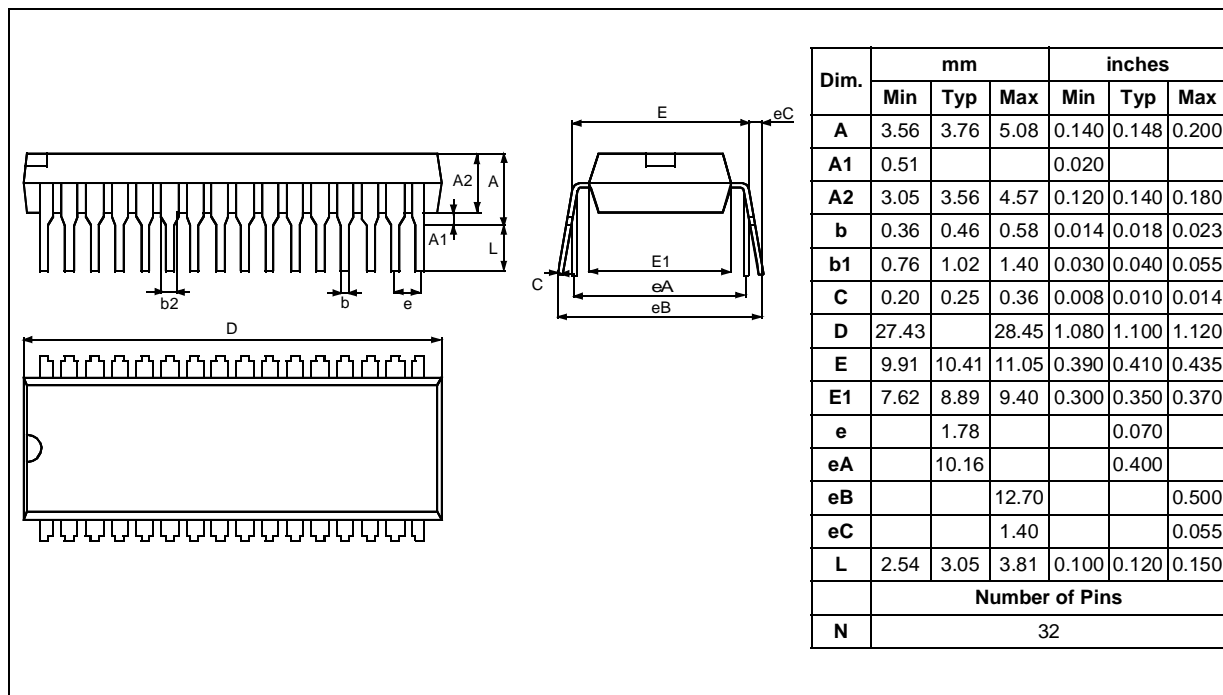 A2
A
A1
L
b2
b
e
D
E
eC
C
E1
eA
eB
Dim. mm inches
Min Typ Max Min Typ Max
A 3.56 3.76 5.08 0.140 0.148 0.200
A1 0.51 0.020
A2 3.05 3.56 4.57 0.120 0.140 0.180
b 0.36 0.46 0.58 0.014 0.018 0.023
b1 0.76 1.02 1.40 0.030 0.040 0.055
C 0.20 0.25 0.36 0.008 0.010 0.014
D 27.43 28.45 1.080 1.100 1.120
E 9.91 10.41 11.05 0.390 0.410 0.435
E1 7.62 8.89 9.40 0.300 0.350 0.370
e 1.78 0.070
eA 10.16 0.400
eB 12.70 0.500
eC 1.40 0.055
L 2.54 3.05 3.81 0.100 0.120 0.150
Number of Pins
N 32